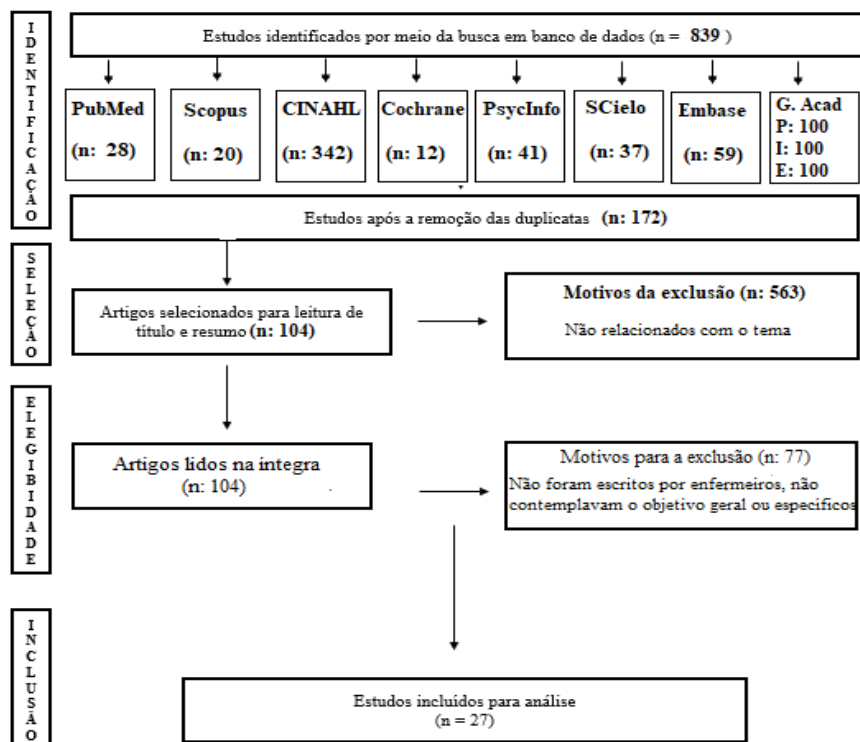 IDENTIFICAÇÃO
Estudos identificados por meio da busca em banco de dados (n = 839 )
PubMed
(n: 28)
Scopus
(n: 20)
CINAHL
(n: 342)
Cochrane
(n: 12)
PsycInfo
(n: 41)
SCielo
(n: 37)
Embase
(n: 59)
G. Acad
P: 100
I: 100
E: 100
Estudos após a remoção das duplicatas (n: 172)
SELEÇÃO
Artigos selecionados para leitura de
título e resumo (n: 104)
Motivos da exclusão (n: 563)
Não relacionados com o tema
ELEGIBIDADE
Artigos lidos na integra
(n: 104)
Motivos para a exclusão (n: 77)
Não foram escritos por enfermeiros, não
contemplavam o objetivo geral ou especificos
INCLUSÃO
Estudos incluídos para análise
(n = 27)